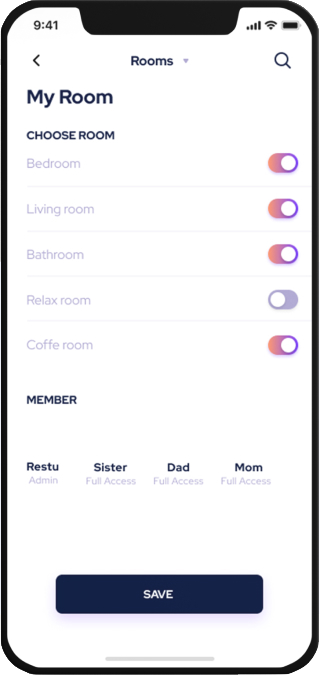 9:41
Rooms
My Room
CHOOSE ROOM
Bedroom
Living room
Bathroom
Relax room
Coffe room
MEMBER
Restu Sister Dad Mom
Admin Full Access Full Access Full Access
SAVE